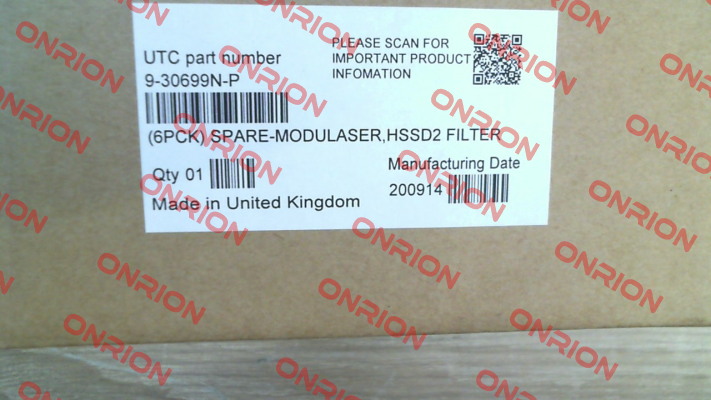 UTC part number
9-30699N-P
PLEASE SCAN FOR
IMPORTANT PRODUCT
INFOMATION
(6PCK) SPARE-MODULASER,HSSD2 FILTER
Qty 01
Manufacturing Date
200914
Made in United Kingdom
ONRION